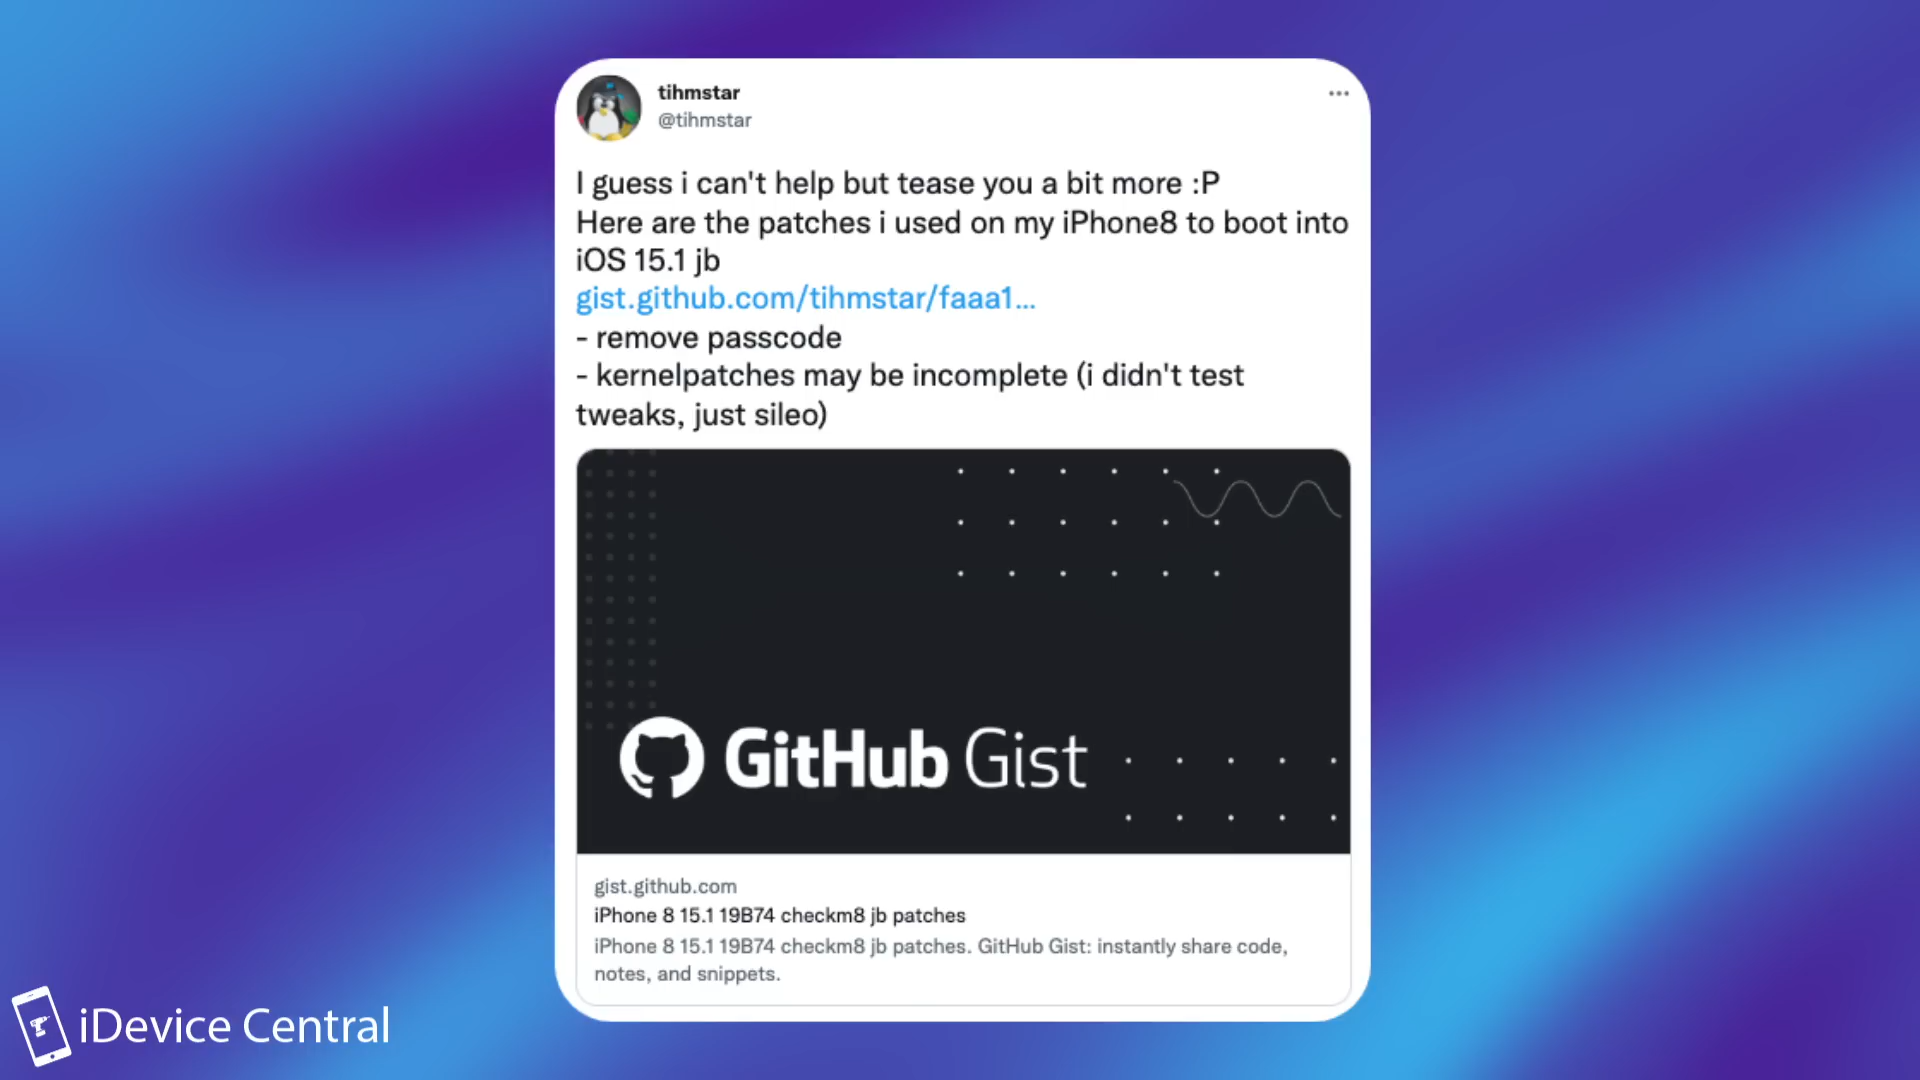 tihmstar
@tihmstar
I guess i can't help but tease you a bit more :P
Here are the patches i used on my iPhone8 to boot into
iOS 15.1 jb
gist.github.com/tihmstar/faaa1...
- remove passcode
- kernelpatches may be incomplete (i didn't test
tweaks, just sileo)
GitHub Gist
gist.github.com
iPhone 8 15.1 19B74 checkm8 jb patches
iPhone 8 15.1 19B74 checkm8 jb patches. GitHub Gist: instantly share code,
notes, and snippets.
iDevice Central